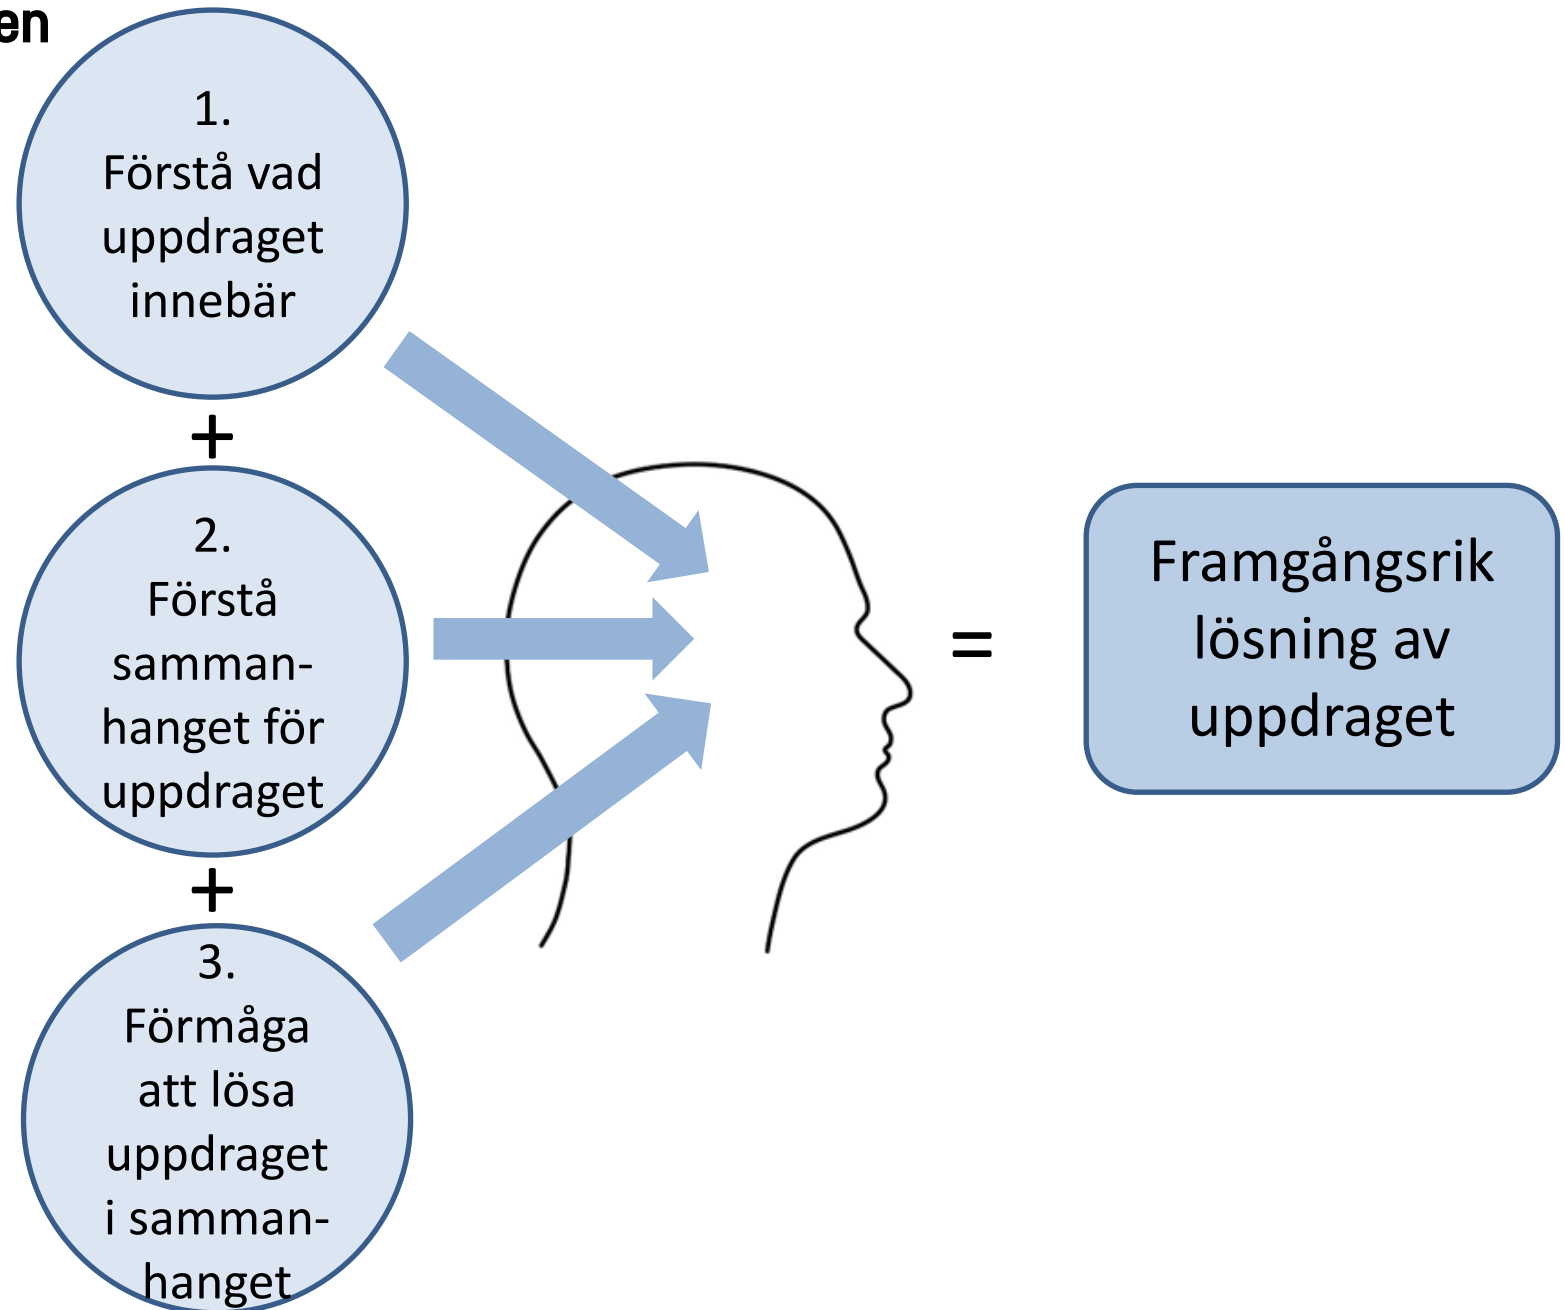 en
1.
Förstå vad
uppdraget
innebär
+
2.
Förstå
samman-
hanget för
uppdraget
+
3.
Förmåga
att lösa
uppdraget
i samman-
hanget
=
Framgångsrik
lösning av
uppdraget